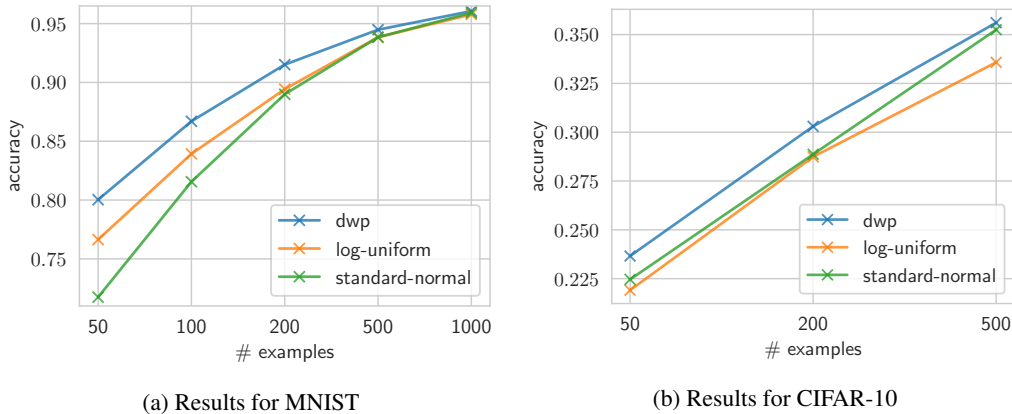 0.95
0.90
0.85
0.80
0.75
accuracy
50 100 200 500 1000
# examples
dwp
log-uniform
standard-normal
(a) Results for MNIST
0.350
0.325
0.300
0.275
0.250
0.225
accuracy
50 200 500
# examples
dwp
log-uniform
standard-normal
(b) Results for CIFAR-10